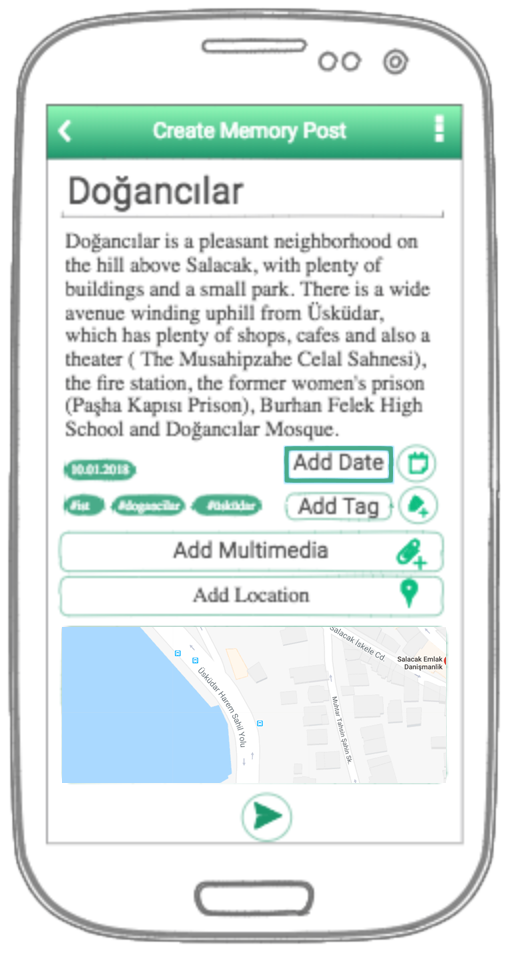 Create Memory Post
Doğancılar
Doğancılar is a pleasant neighborhood on
the hill above Salacak, with plenty of
buildings and a small park. There is a wide
avenue winding uphill from Üsküdar,
which has plenty of shops, cafes and also a
theater ( The Musahipzahe Celal Sahnesi),
the fire station, the former women's prison
(Paşha Kapısı Prison), Burhan Felek High
School and Doğancılar Mosque.
10.01.2018
Add Date
#ist #dogancilar #üsküdar
Add Tag
Add Multimedia
Add Location
Salacak İskele Cd.
Salacak Emlak
Danışmanlık
Üsküdar Harem Sahil Yolu
Muhtar Tahsin Şahin Sk.